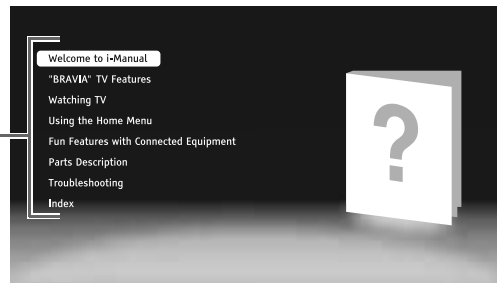 Welcome to i-Manual
"BRAVIA" TV Features
Watching TV
Using the Home Menu
Fun Features with Connected Equipment
Parts Description
Troubleshooting
Index
?